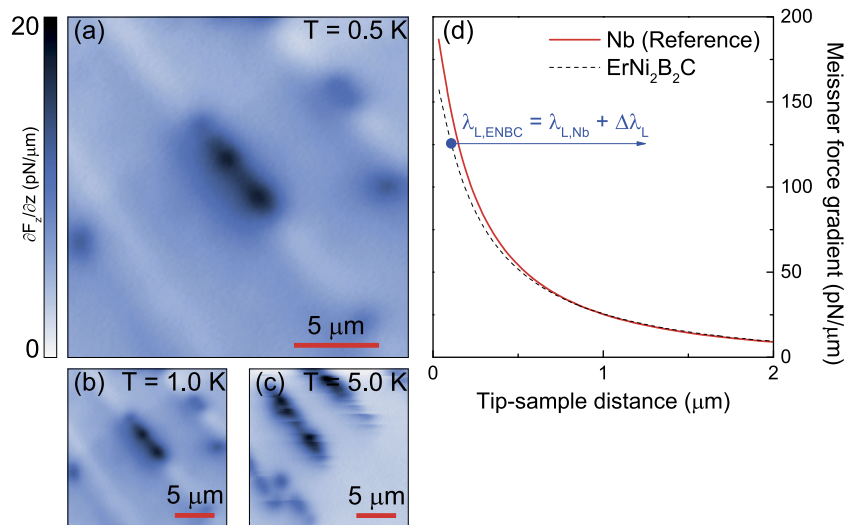 20
∂F_z/∂z (pN/μm)
0
(a) T = 0.5 K
5 μm
(b) T = 1.0 K
5 μm
(c) T = 5.0 K
5 μm
(d)
Nb (Reference)
ErNi₂B₂C
λ_L,ENBC = λ_L,Nb + Δλ_L
200
150
100
50
0
Meissner force gradient (pN/μm)
0 1 2
Tip-sample distance (μm)